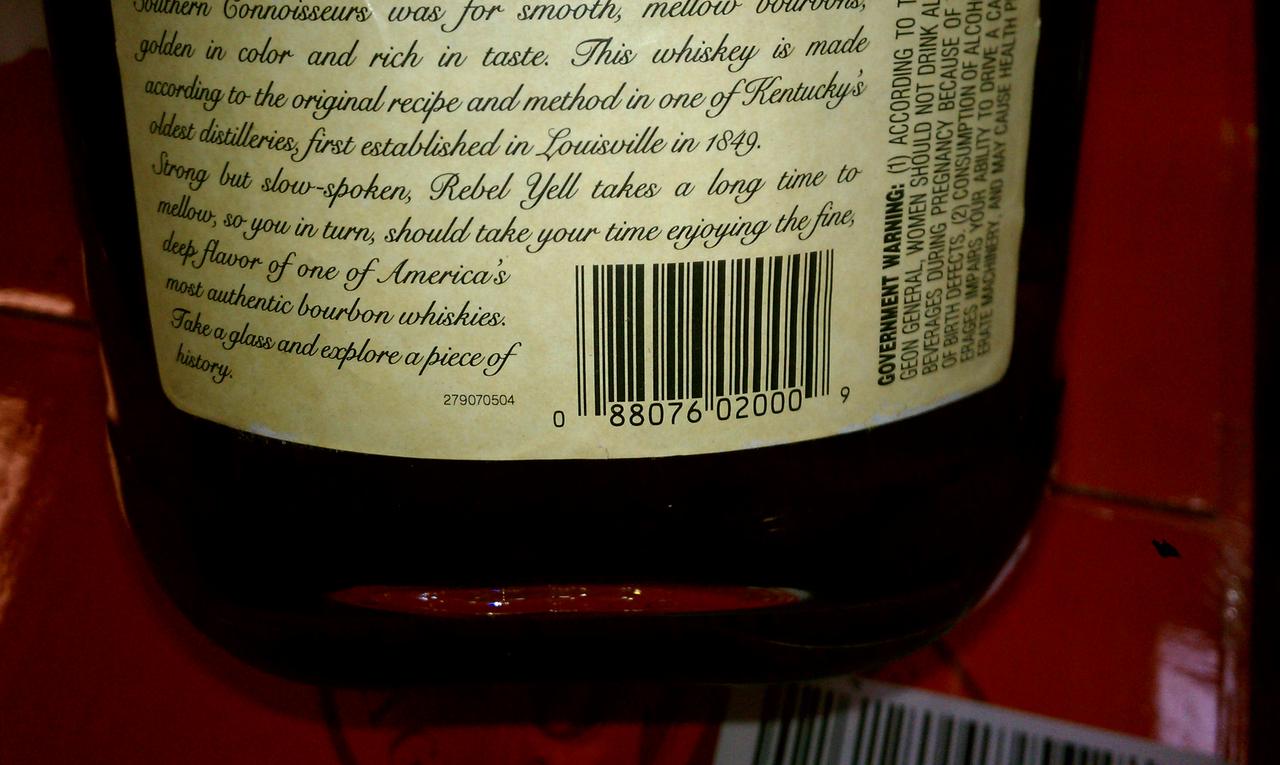 Southern Connoisseurs was for smooth, mellow bourbons,
golden in color and rich in taste. This whiskey is made
according to the original recipe and method in one of Kentucky's
oldest distilleries, first established in Louisville in 1849.
Strong but slow-spoken, Rebel Yell takes a long time to
mellow, so you in turn, should take your time enjoying the fine,
deep flavor of one of America's
most authentic bourbon whiskies.
Take a glass and explore a piece of
history.
279070504
0 88076 02000 9
GOVERNMENT WARNING: (1) ACCORDING TO T
GEON GENERAL, WOMEN SHOULD NOT DRINK AL
BEVERAGES DURING PREGNANCY BECAUSE OF
OF BIRTH DEFECTS. (2) CONSUMPTION OF ALCOH
ERAGES IMPAIRS YOUR ABILITY TO DRIVE A CA
ERATE MACHINERY, AND MAY CAUSE HEALTH P